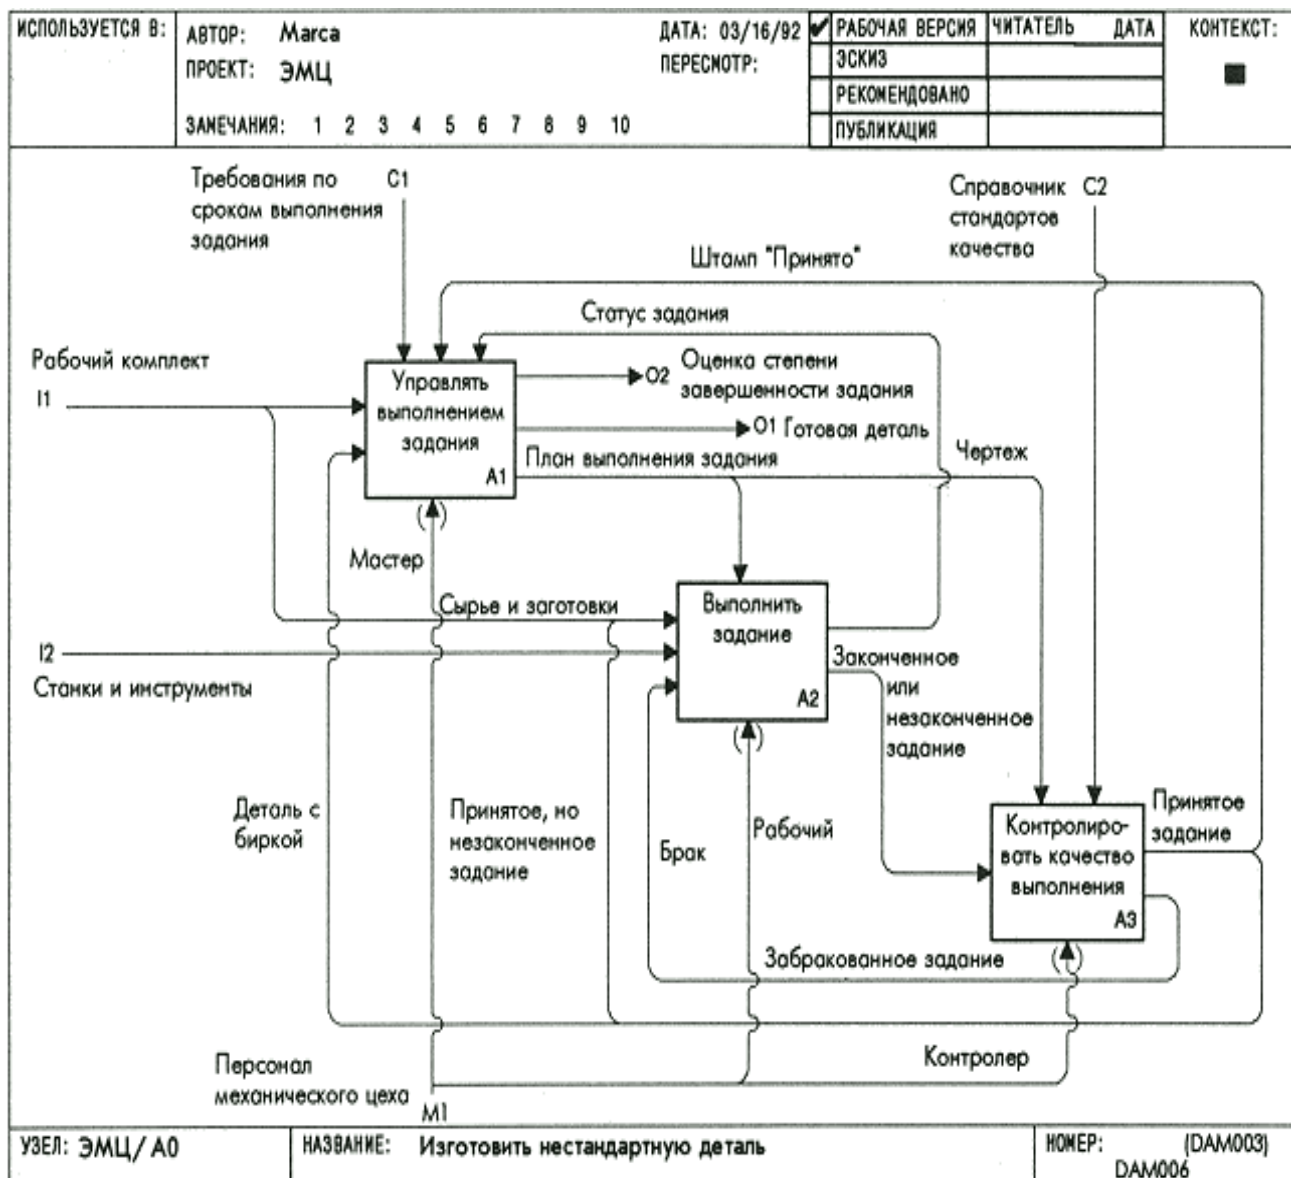 ИСПОЛЬЗУЕТСЯ В:
АВТОР: Marca
ДАТА: 03/16/92
ПРОЕКТ: ЭМЦ
ПЕРЕСМОТР:
ЗАМЕЧАНИЯ: 1 2 3 4 5 6 7 8 9 10
✔ РАБОЧАЯ ВЕРСИЯ
ЧИТАТЕЛЬ ДАТА
ЭСКИЗ
РЕКОМЕНДОВАНО
ПУБЛИКАЦИЯ
КОНТЕКСТ:
Требования по
срокам выполнения
задания
C1
Справочник
стандартов
качества
C2
Штамп "Принято"
Статус задания
Рабочий комплект
I1
Управлять
выполнением
задания
A1
O2
Оценка степени
завершенности задания
O1 Готовая деталь
План выполнения задания
Чертеж
Мастер
Сырье и заготовки
Выполнить
задание
A2
I2
Станки и инструменты
Законченное
или
незаконченное
задание
Деталь с
биркой
Принятое, но
незаконченное
задание
Брак
Рабочий
Контролиро-
вать качество
выполнения
A3
Принятое
задание
Забракованное задание
Персонал
механического цеха
M1
Контролер
УЗЕЛ: ЭМЦ/A0
НАЗВАНИЕ: Изготовить нестандартную деталь
НОМЕР: (DAM003)
DAM006